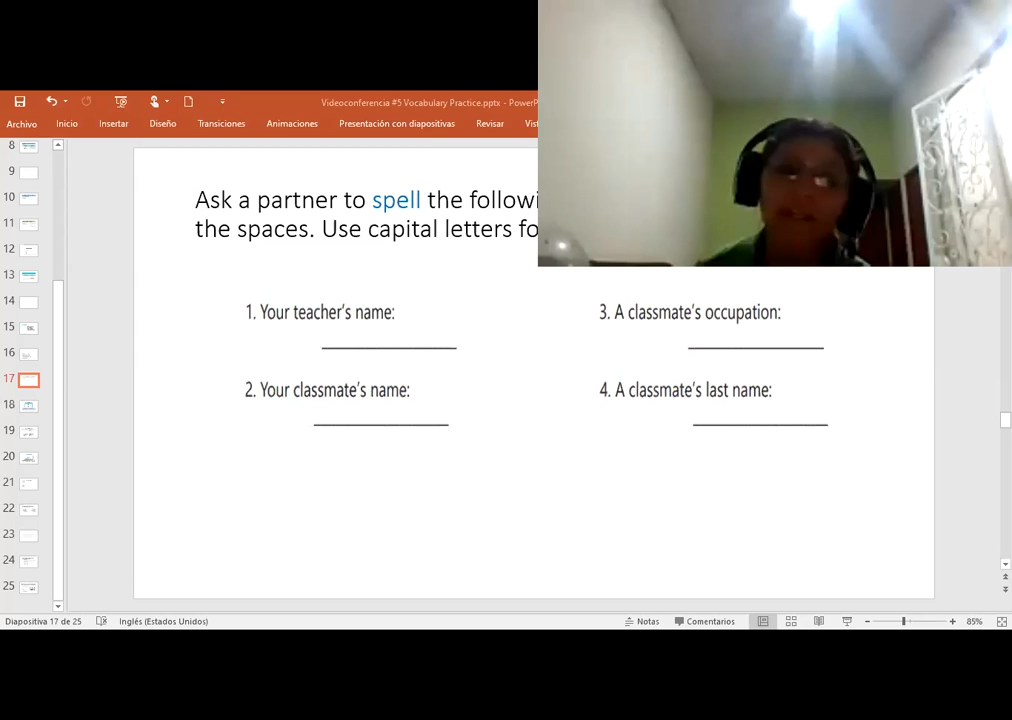 Videoconferencia #5 Vocabulary Practice.pptx - PowerP
Archivo
Inicio
Insertar
Diseño
Transiciones
Animaciones
Presentación con diapositivas
Revisar
Vist
8
9
10
11
12
13
14
15
16
17
18
19
20
21
22
23
24
25
Ask a partner to spell the followi
the spaces. Use capital letters fo
1. Your teacher's name:
2. Your classmate's name:
3. A classmate's occupation:
4. A classmate's last name:
Diapositiva 17 de 25
Inglés (Estados Unidos)
Notas
Comentarios
85%